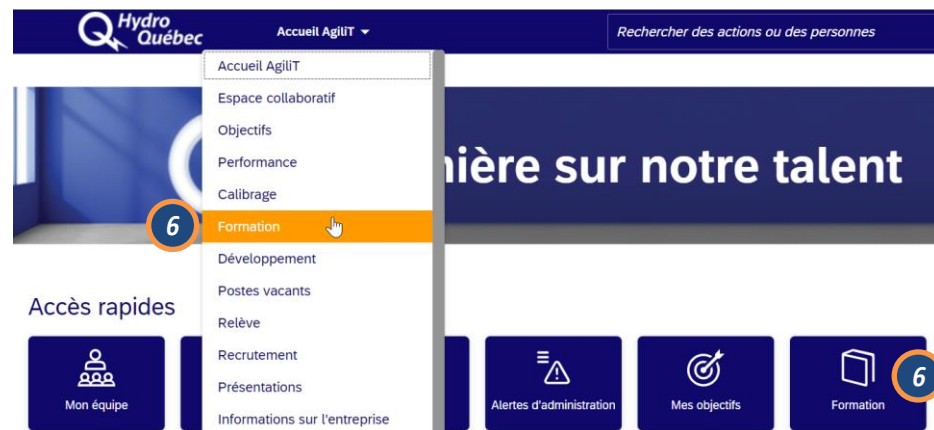 Hydro
Québec
Accueil AgiliT
Rechercher des actions ou des personnes
Accueil AgiliT
Espace collaboratif
Objectifs
Performance
Calibrage
6 Formation
Développement
Postes vacants
Relève
Recrutement
Présentations
Informations sur l'entreprise
ière sur notre talent
Accès rapides
Mon équipe
Alertes d'administration
Mes objectifs
Formation
6